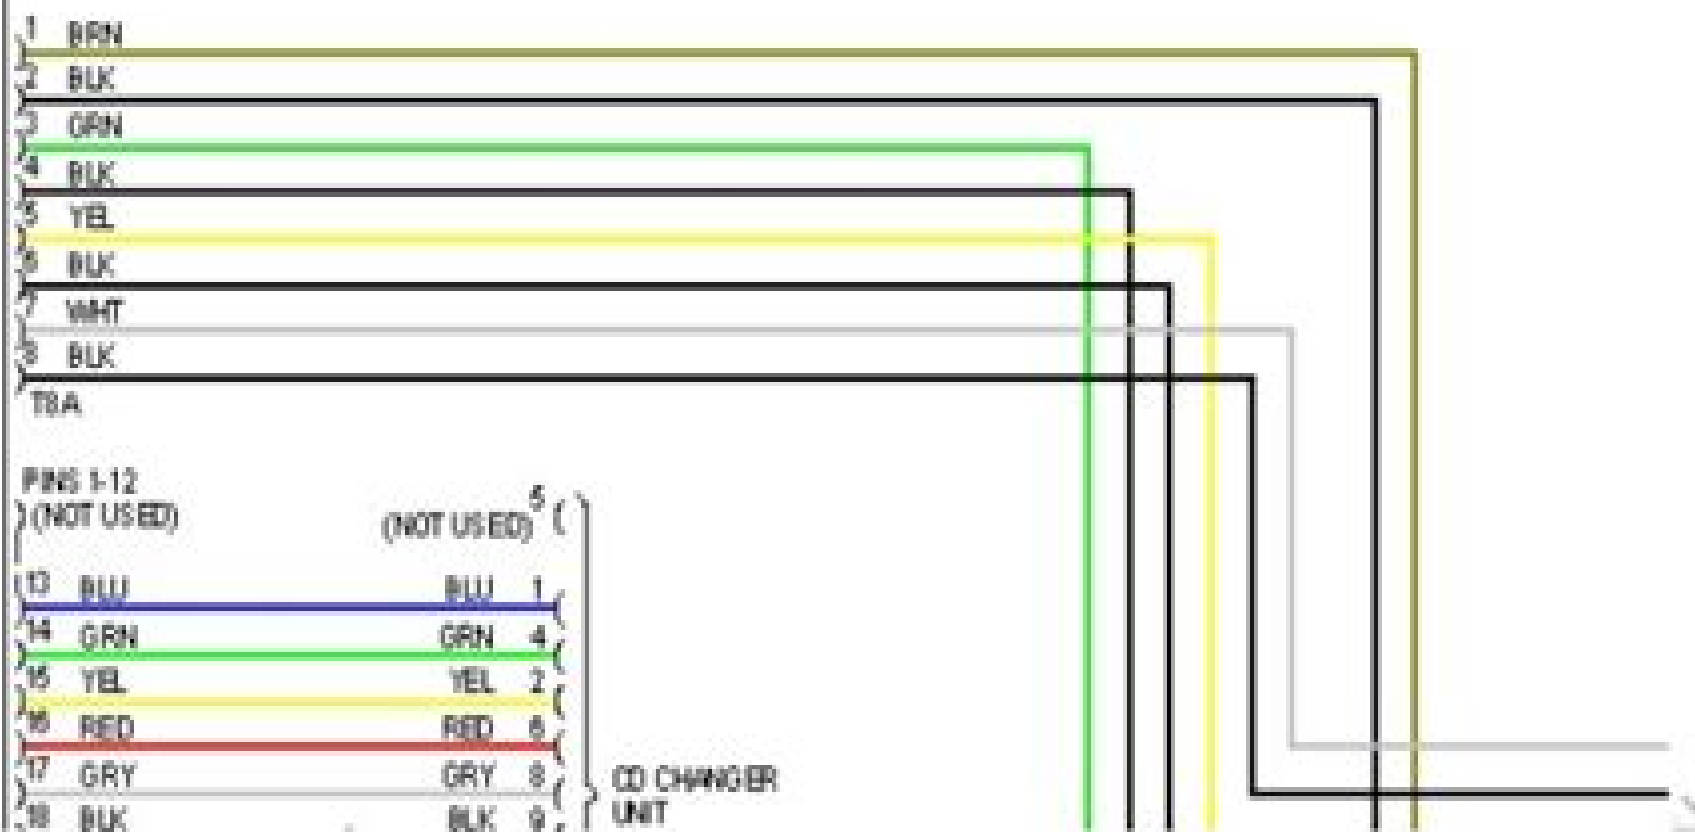 1 BRN
2 BLK
3 GRN
4 BLK
5 YEL
6 BLK
7 WHT
8 BLK
T8A
PINS 1-12
(NOT USED)
5
(NOT USED)
13 BLU BLU 1
14 GRN GRN 4
15 YEL YEL 2
16 RED RED 6
17 GRY GRY 8
18 BLK BLK 9
CD CHANGER
UNIT